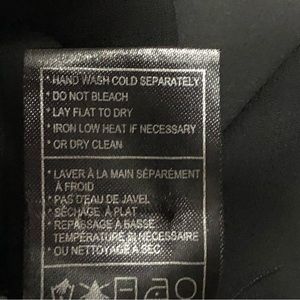 * HAND WASH COLD SEPARATELY
* DO NOT BLEACH
* LAY FLAT TO DRY
* IRON LOW HEAT IF NECESSARY
* OR DRY CLEAN
* LAVER À LA MAIN SÉPARÉMENT
À FROID
* PAS D'EAU DE JAVEL
* SÉCHAGE À PLAT
* REPASSAGE À BASSE
TEMPÉRATURE SI NÉCESSAIRE
* OU NETTOYAGE À SEC